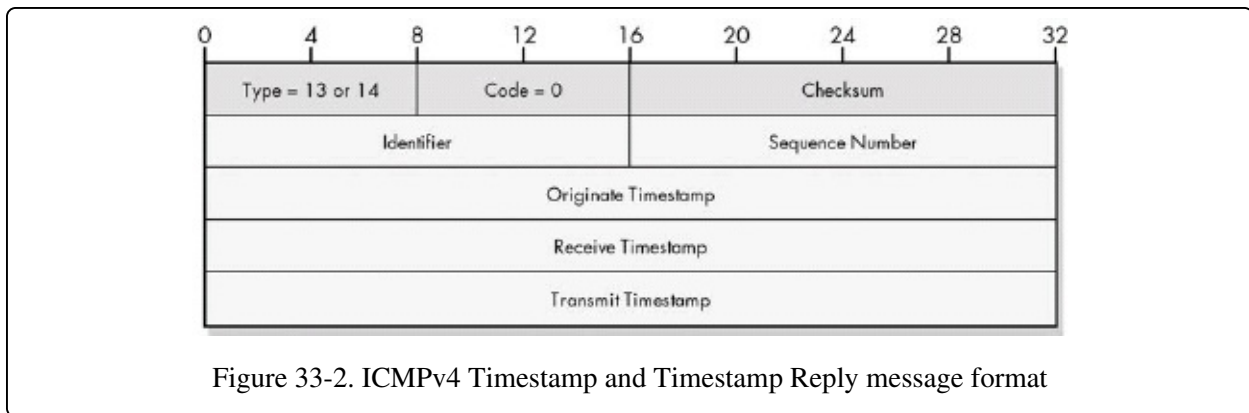 0 4 8 12 16 20 24 28 32
Type = 13 or 14 Code = 0 Checksum
Identifier Sequence Number
Originate Timestamp
Receive Timestamp
Transmit Timestamp
Figure 33-2. ICMPv4 Timestamp and Timestamp Reply message format